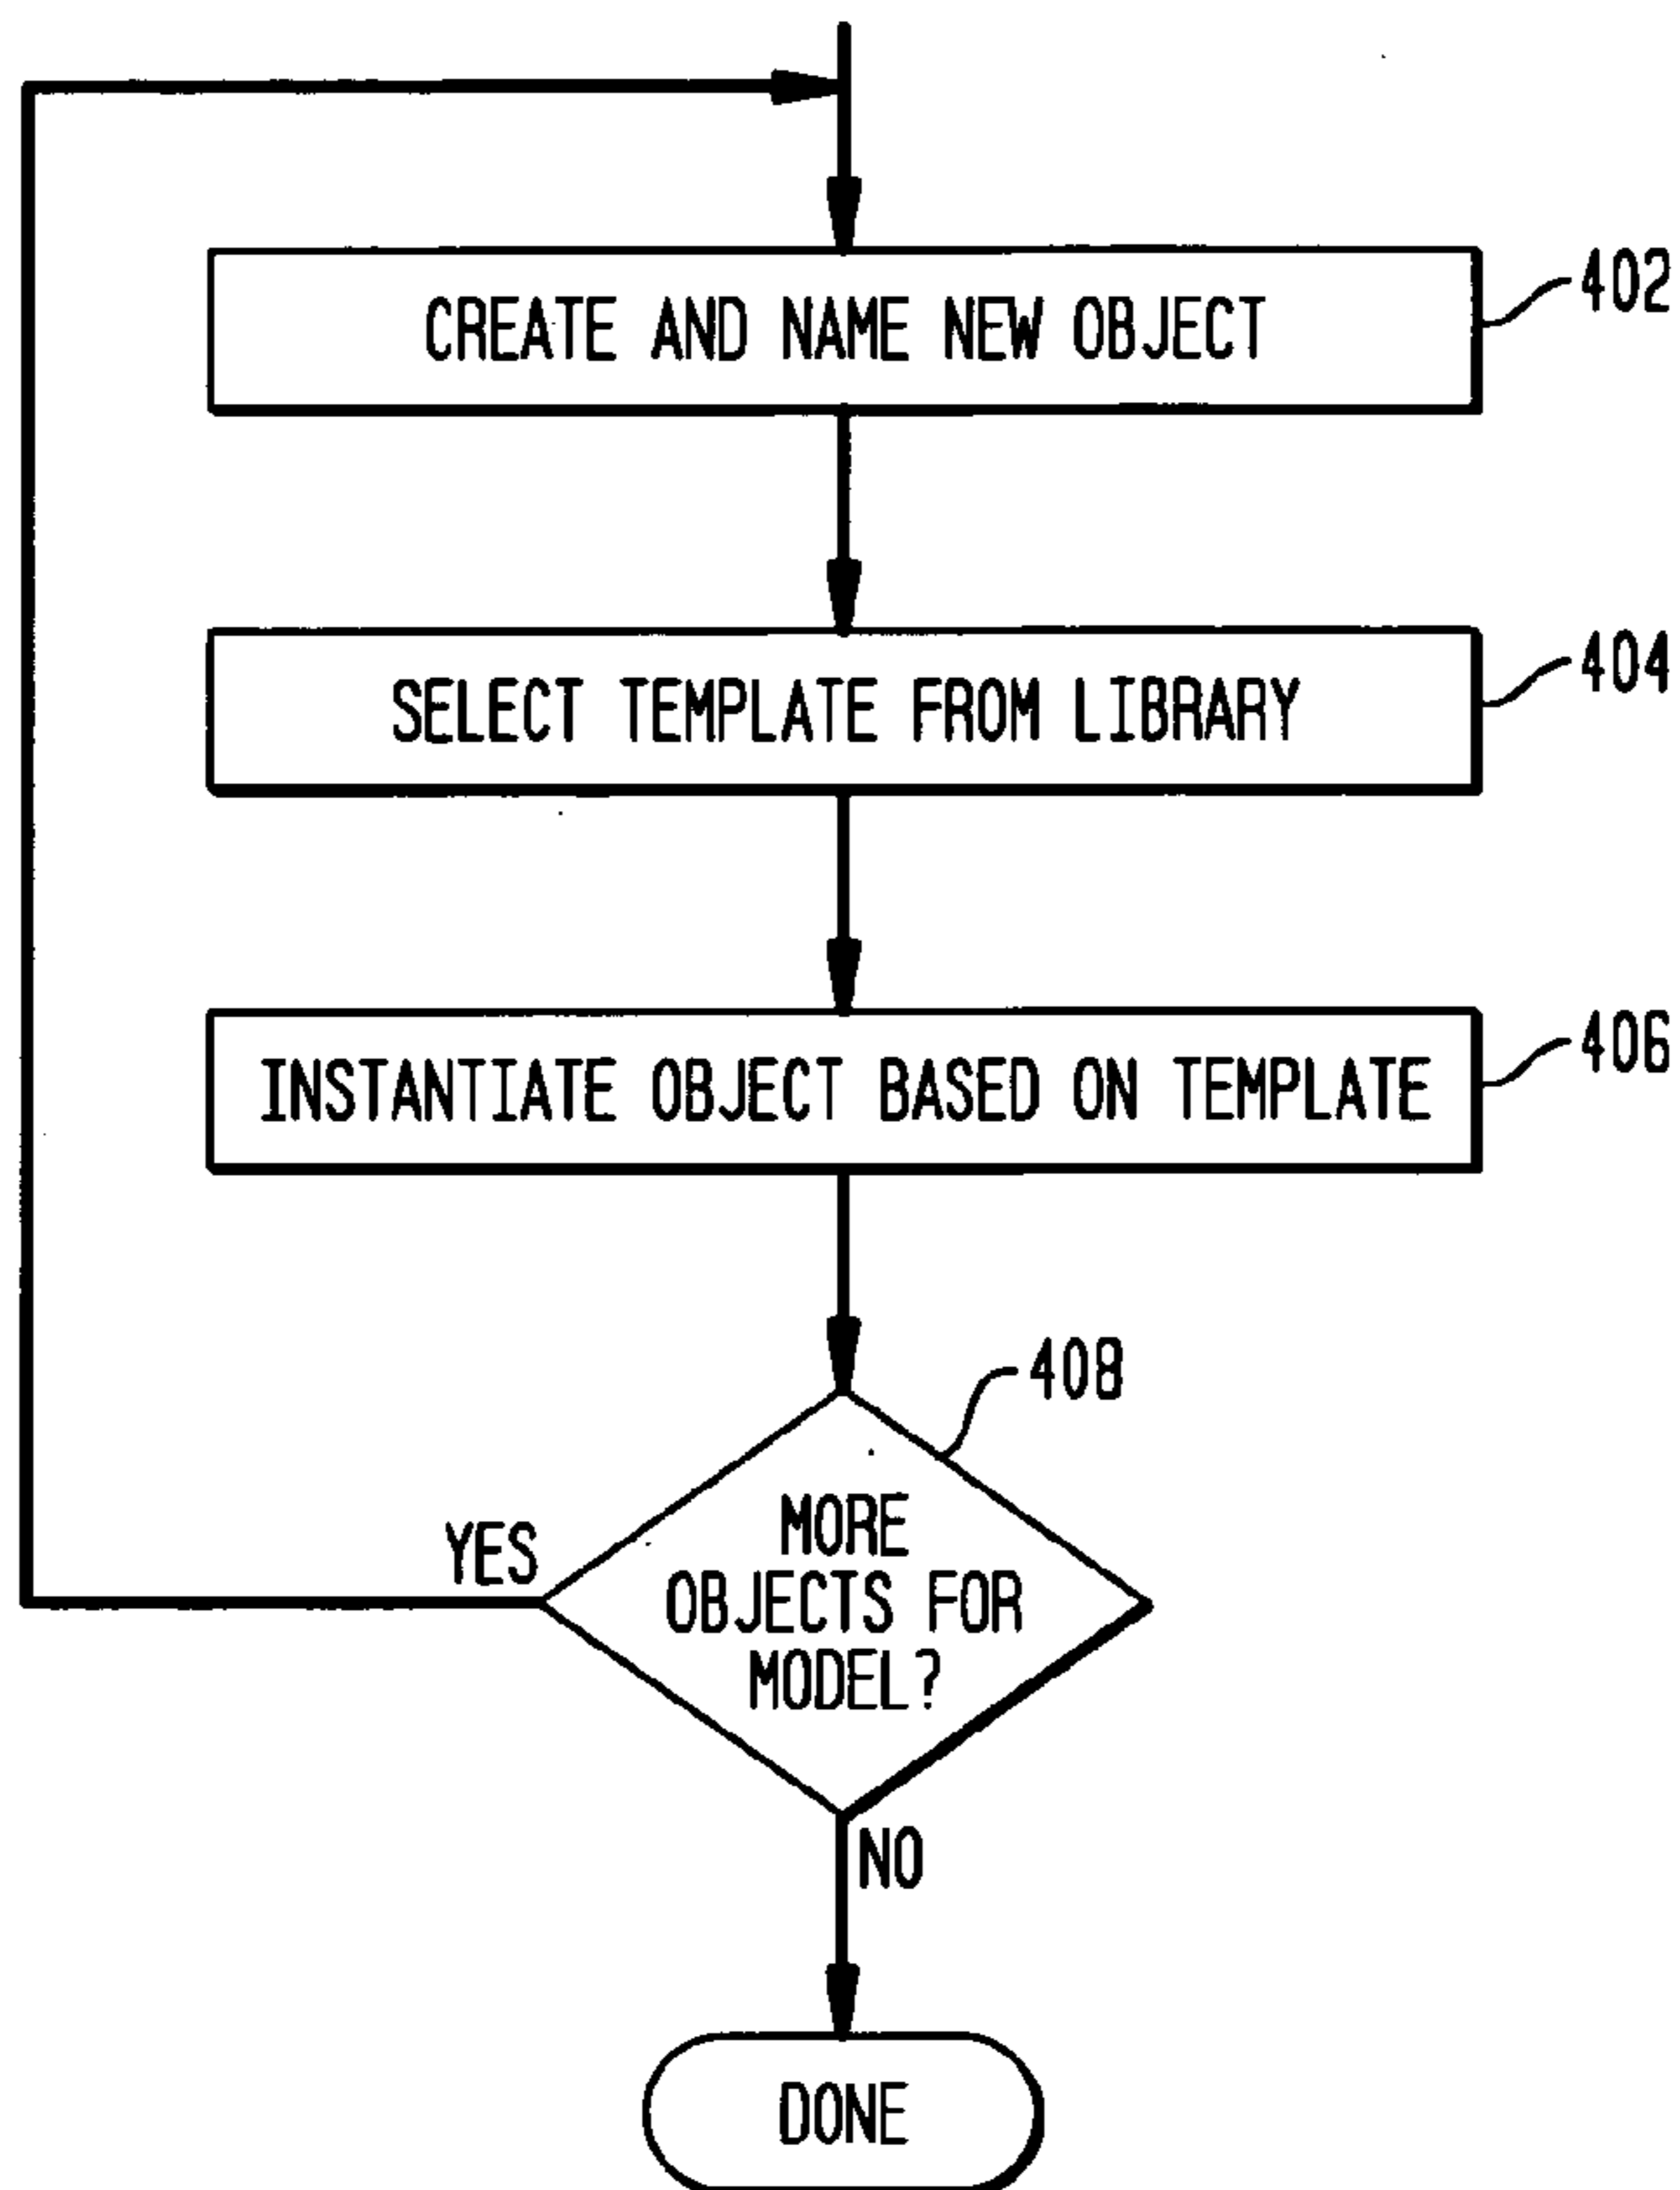 CREATE AND NAME NEW OBJECT
402
SELECT TEMPLATE FROM LIBRARY
404
INSTANTIATE OBJECT BASED ON TEMPLATE
406
408
MORE
OBJECTS FOR
MODEL?
YES
NO
DONE